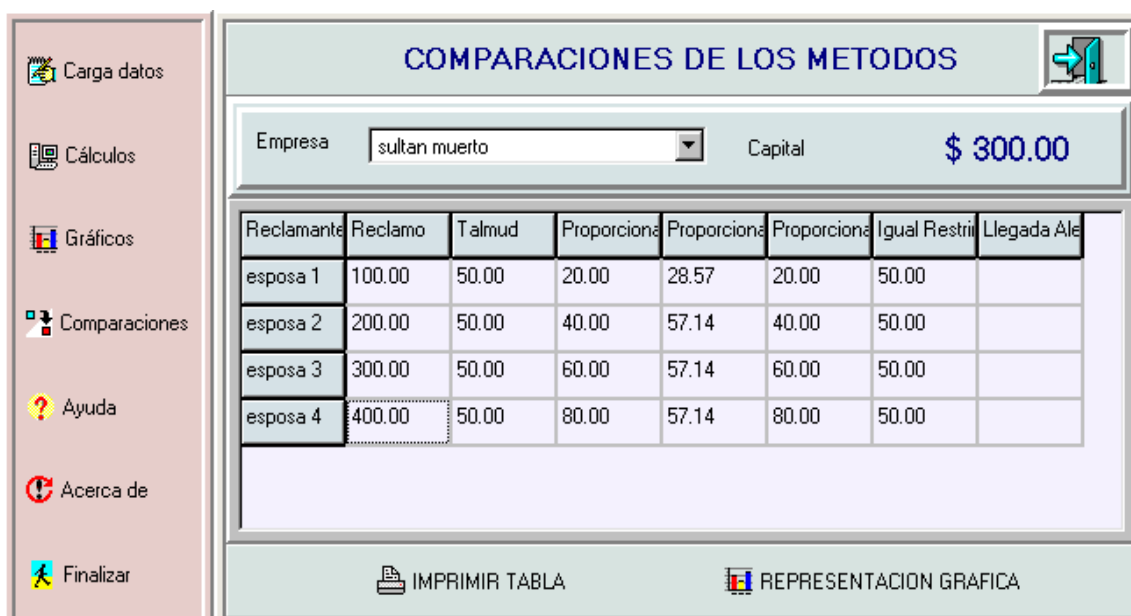 Carga datos
Cálculos
Gráficos
Comparaciones
Ayuda
Acerca de
Finalizar
COMPARACIONES DE LOS METODOS
Empresa sultan muerto Capital $ 300.00
Reclamante Reclamo Talmud Proporciona Proporciona Proporciona Igual Restri Llegada Ale
esposa 1 100.00 50.00 20.00 28.57 20.00 50.00
esposa 2 200.00 50.00 40.00 57.14 40.00 50.00
esposa 3 300.00 50.00 60.00 57.14 60.00 50.00
esposa 4 400.00 50.00 80.00 57.14 80.00 50.00
IMPRIMIR TABLA REPRESENTACION GRAFICA